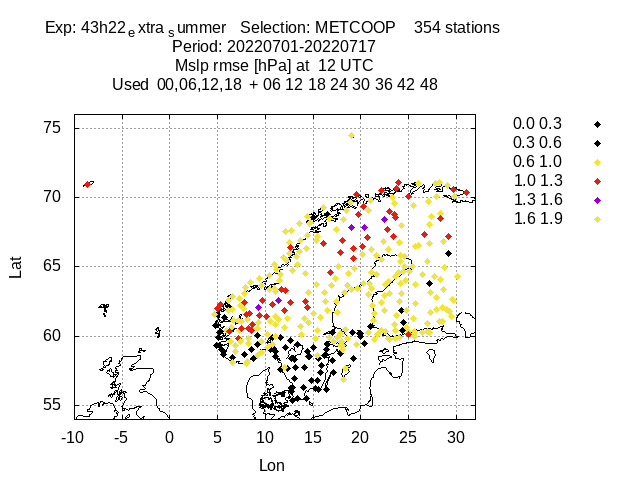 Exp: 43h22extra summer   Selection: METCOOP    354 stations
Period: 20220701-20220717
Mslp rmse [hPa] at  12 UTC
Used  00,06,12,18  + 06 12 18 24 30 36 42 48
0.0 0.3
0.3 0.6
0.6 1.0
1.0 1.3
1.3 1.6
1.6 1.9
75
70
65
60
55
Lat
-10 -5 0 5 10 15 20 25 30
Lon